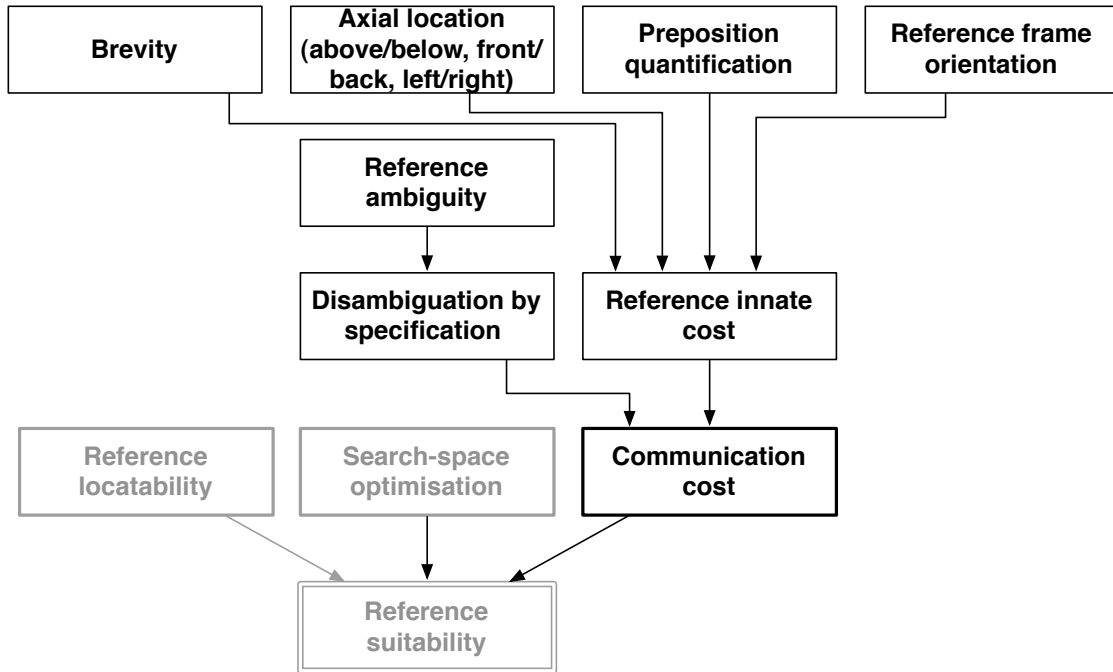 Brevity
Axial location
(above/below, front/
back, left/right)
Preposition
quantification
Reference frame
orientation
Reference
ambiguity
Disambiguation by
specification
Reference innate
cost
Reference
locatability
Search-space
optimisation
Communication
cost
Reference
suitability